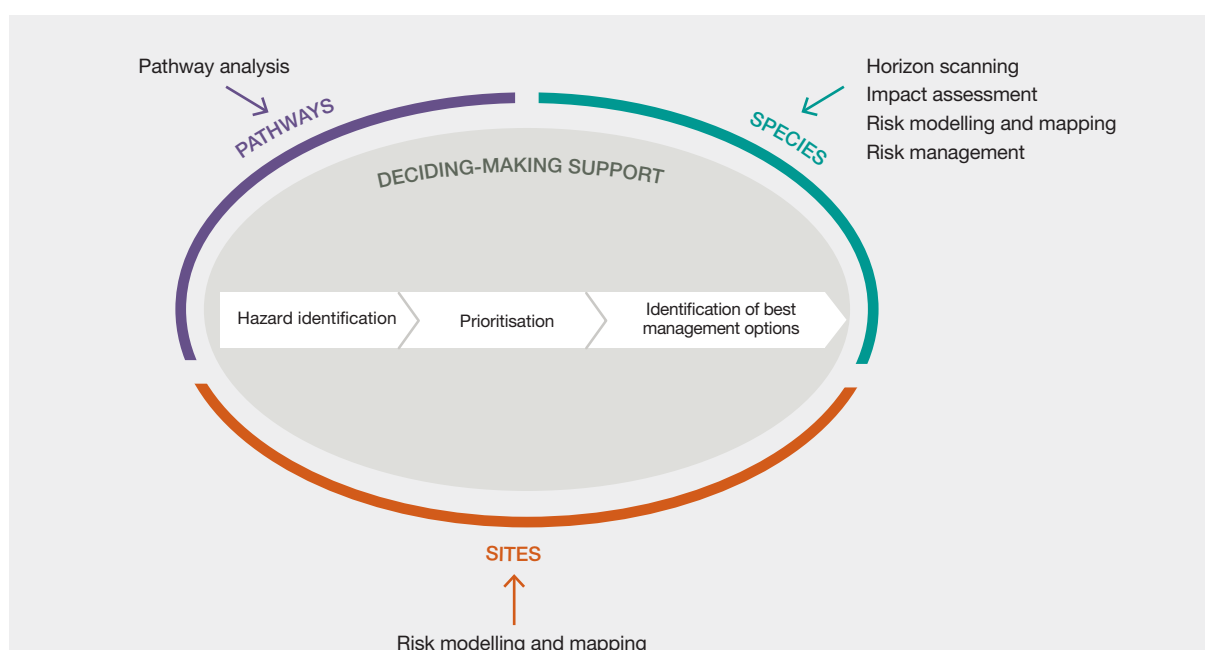 Pathway analysis
PATHWAYS
Horizon scanning
Impact assessment
Risk modelling and mapping
Risk management
SPECIES
DECIDING-MAKING SUPPORT
Hazard identification
Prioritisation
Identification of best
management options
SITES
Risk modelling and mapping